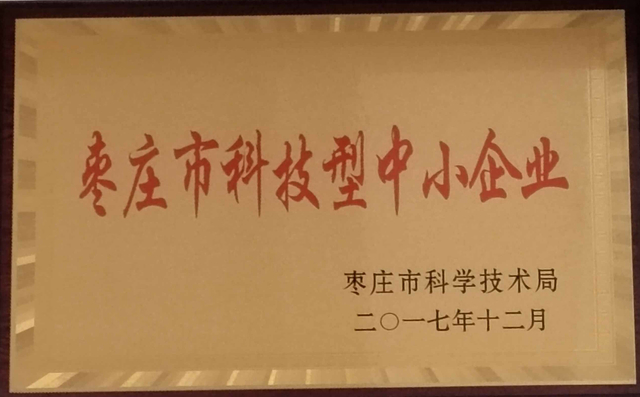 枣庄市科技型中小企业
枣庄市科学技术局
二〇一七年十二月